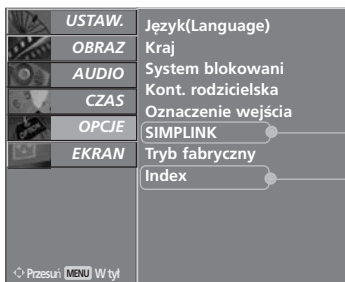 USTAW.
OBRAZ
AUDIO
CZAS
OPCJE
EKRAN
Język(Language)
Kraj
System blokowani
Kont. rodzicielska
Oznaczenie wejścia
SIMPLINK
Tryb fabryczny
Index
Przesuń MENU W tył